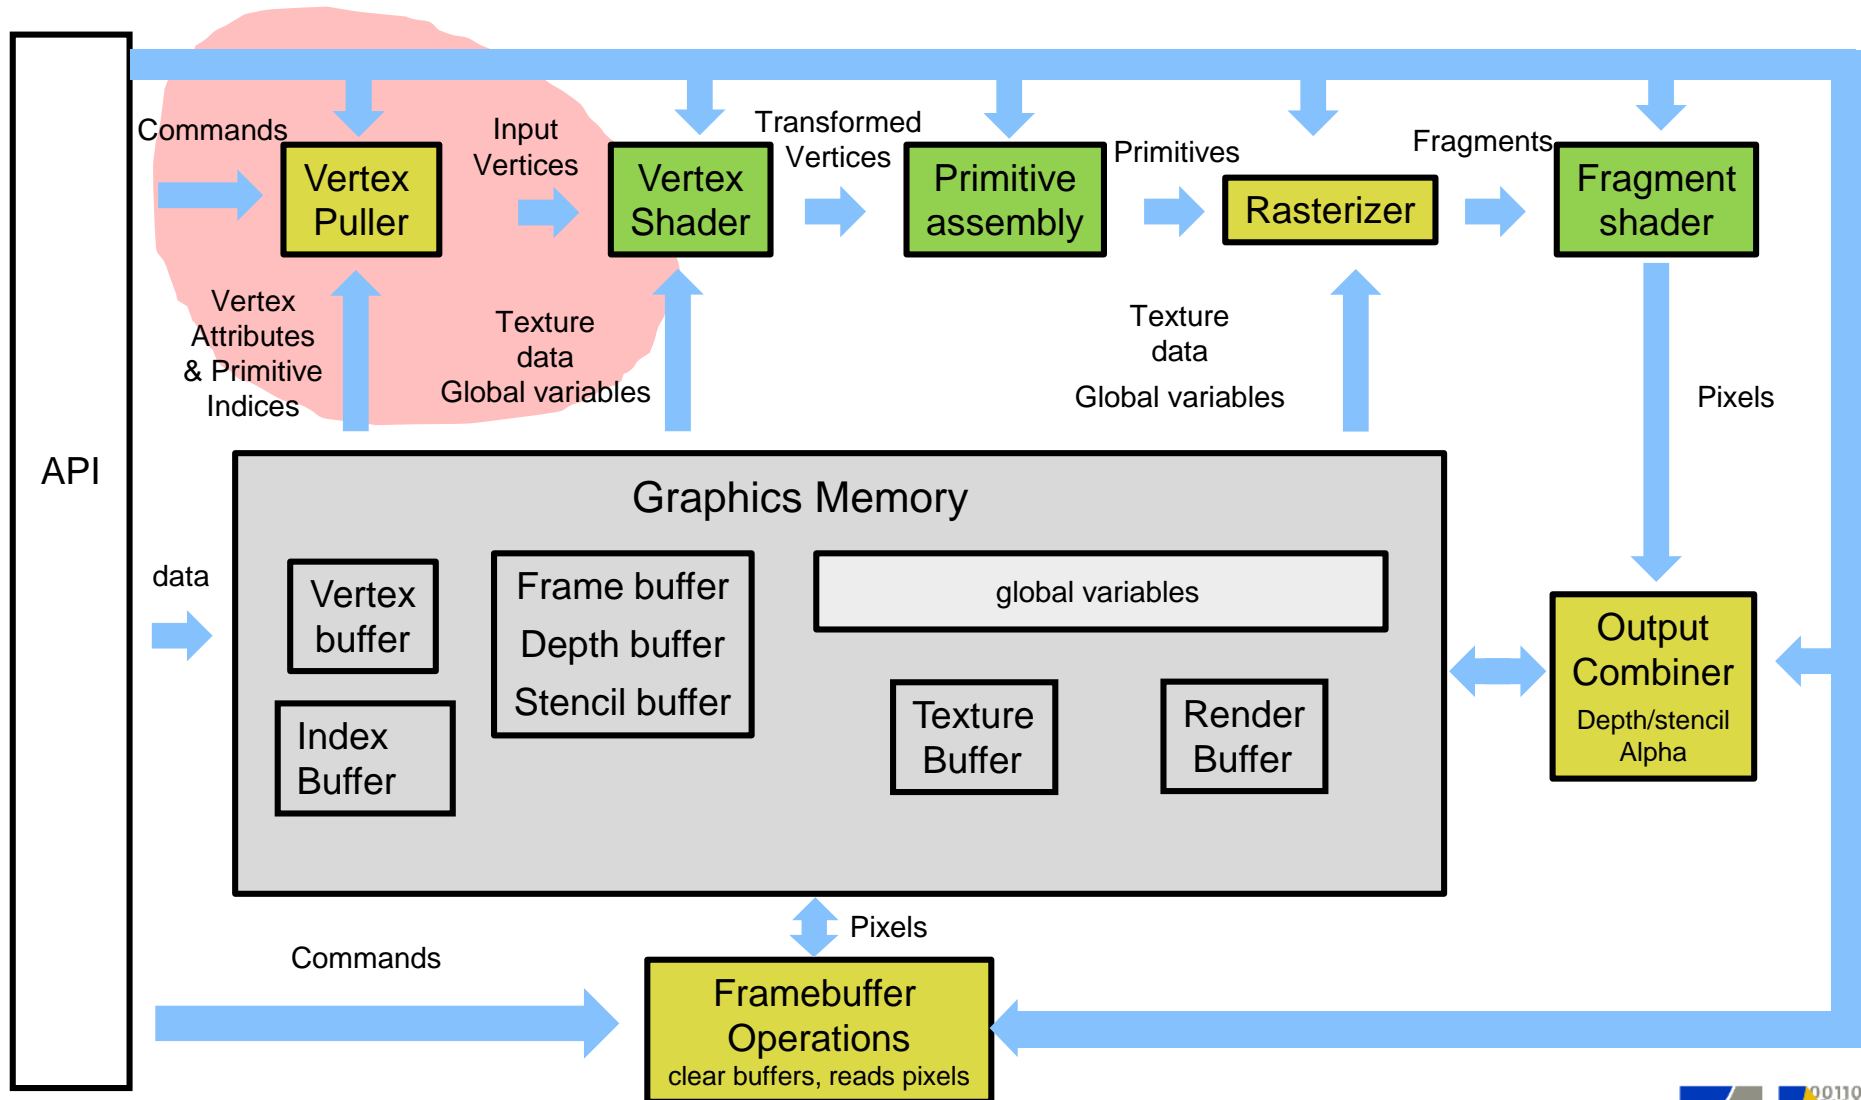 Commands
Vertex
Puller
Input
Vertices
Vertex
Shader
Transformed
Vertices
Primitive
assembly
Primitives
Rasterizer
Fragments
Fragment
shader
Vertex
Attributes
& Primitive
Indices
Texture
data
Global variables
Texture
data
Global variables
Pixels
API
data
Graphics Memory
Vertex
buffer
Index
Buffer
Frame buffer
Depth buffer
Stencil buffer
global variables
Texture
Buffer
Render
Buffer
Output
Combiner
Depth/stencil
Alpha
Pixels
Commands
Framebuffer
Operations
clear buffers, reads pixels
00110